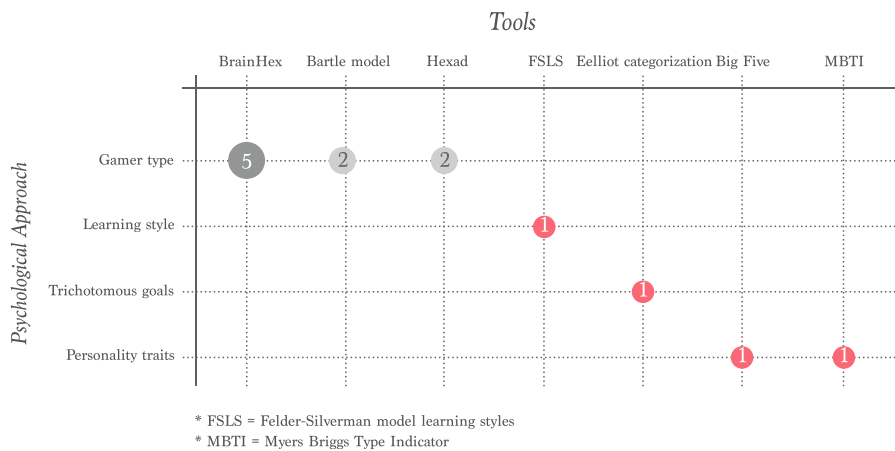 Tools
BrainHex Bartle model Hexad FSLS Eelliot categorization Big Five MBTI
Psychological Approach
Gamer type 5 2 2
Learning style 1
Trichotomous goals 1
Personality traits 1 1
* FSLS = Felder-Silverman model learning styles
* MBTI = Myers Briggs Type Indicator